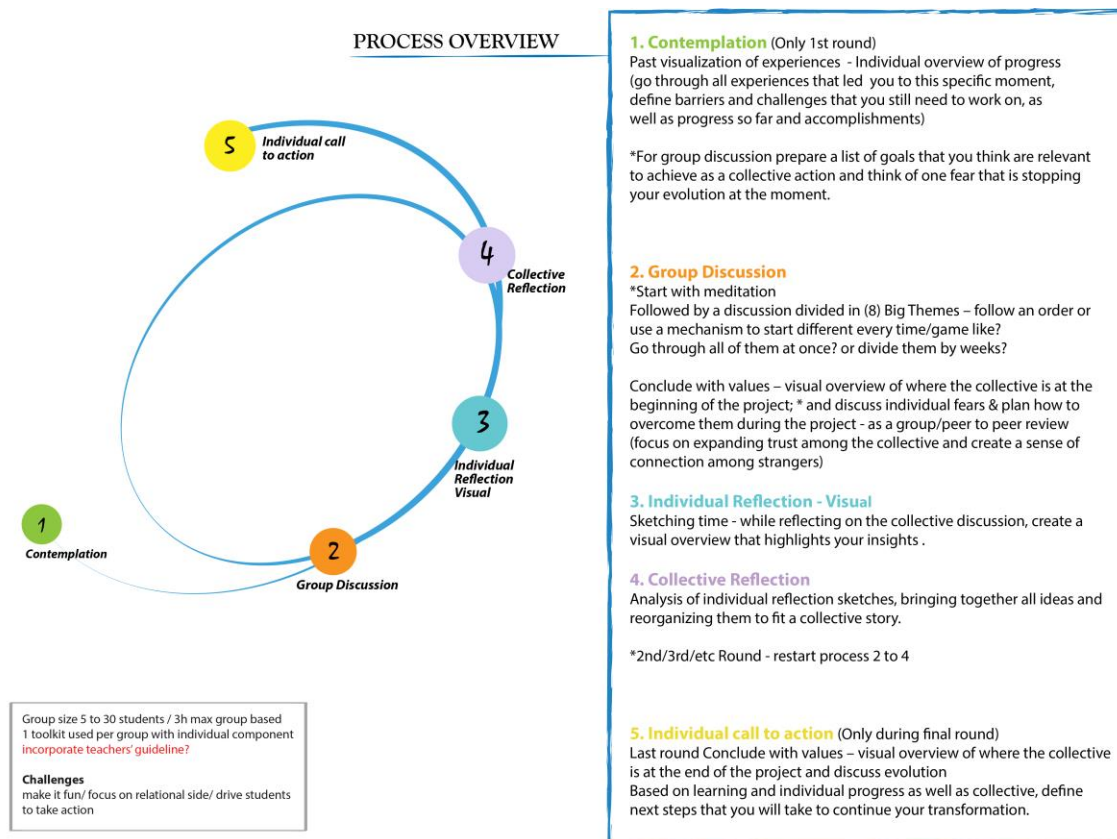 PROCESS OVERVIEW
5
Individual call
to action
4
Collective
Reflection
3
Individual
Reflection
Visual
1
Contemplation
2
Group Discussion
Group size 5 to 30 students / 3h max group based
1 toolkit used per group with individual component
incorporate teachers' guideline?
Challenges
make it fun/ focus on relational side/ drive students
to take action
1. Contemplation (Only 1st round)
Past visualization of experiences - Individual overview of progress
(go through all experiences that led you to this specific moment,
define barriers and challenges that you still need to work on, as
well as progress so far and accomplishments)
*For group discussion prepare a list of goals that you think are relevant
to achieve as a collective action and think of one fear that is stopping
your evolution at the moment.
2. Group Discussion
*Start with meditation
Followed by a discussion divided in (8) Big Themes – follow an order or
use a mechanism to start different every time/game like?
Go through all of them at once? or divide them by weeks?
Conclude with values – visual overview of where the collective is at the
beginning of the project; * and discuss individual fears & plan how to
overcome them during the project - as a group/peer to peer review
(focus on expanding trust among the collective and create a sense of
connection among strangers)
3. Individual Reflection - Visual
Sketching time - while reflecting on the collective discussion, create a
visual overview that highlights your insights .
4. Collective Reflection
Analysis of individual reflection sketches, bringing together all ideas and
reorganizing them to fit a collective story.
*2nd/3rd/etc Round - restart process 2 to 4
5. Individual call to action (Only during final round)
Last round Conclude with values – visual overview of where the collective
is at the end of the project and discuss evolution
Based on learning and individual progress as well as collective, define
next steps that you will take to continue your transformation.